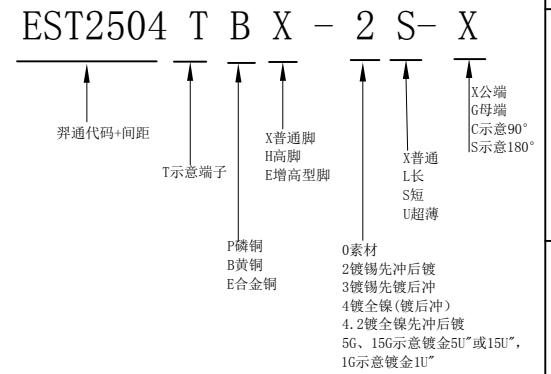 EST2504 T B X - 2 S- X
羿通代码+间距
T示意端子
X普通脚
H高脚
E增高型脚
P磷铜
B黄铜
E合金铜
X普通
L长
S短
U超薄
X公端
G母端
C示意90°
S示意180°
0素材
2镀锡先冲后镀
3镀锡先镀后冲
4镀全镍(镀后冲)
4.2镀全镍先冲后镀
5G、15G示意镀金5U"或15U",
1G示意镀金1U"